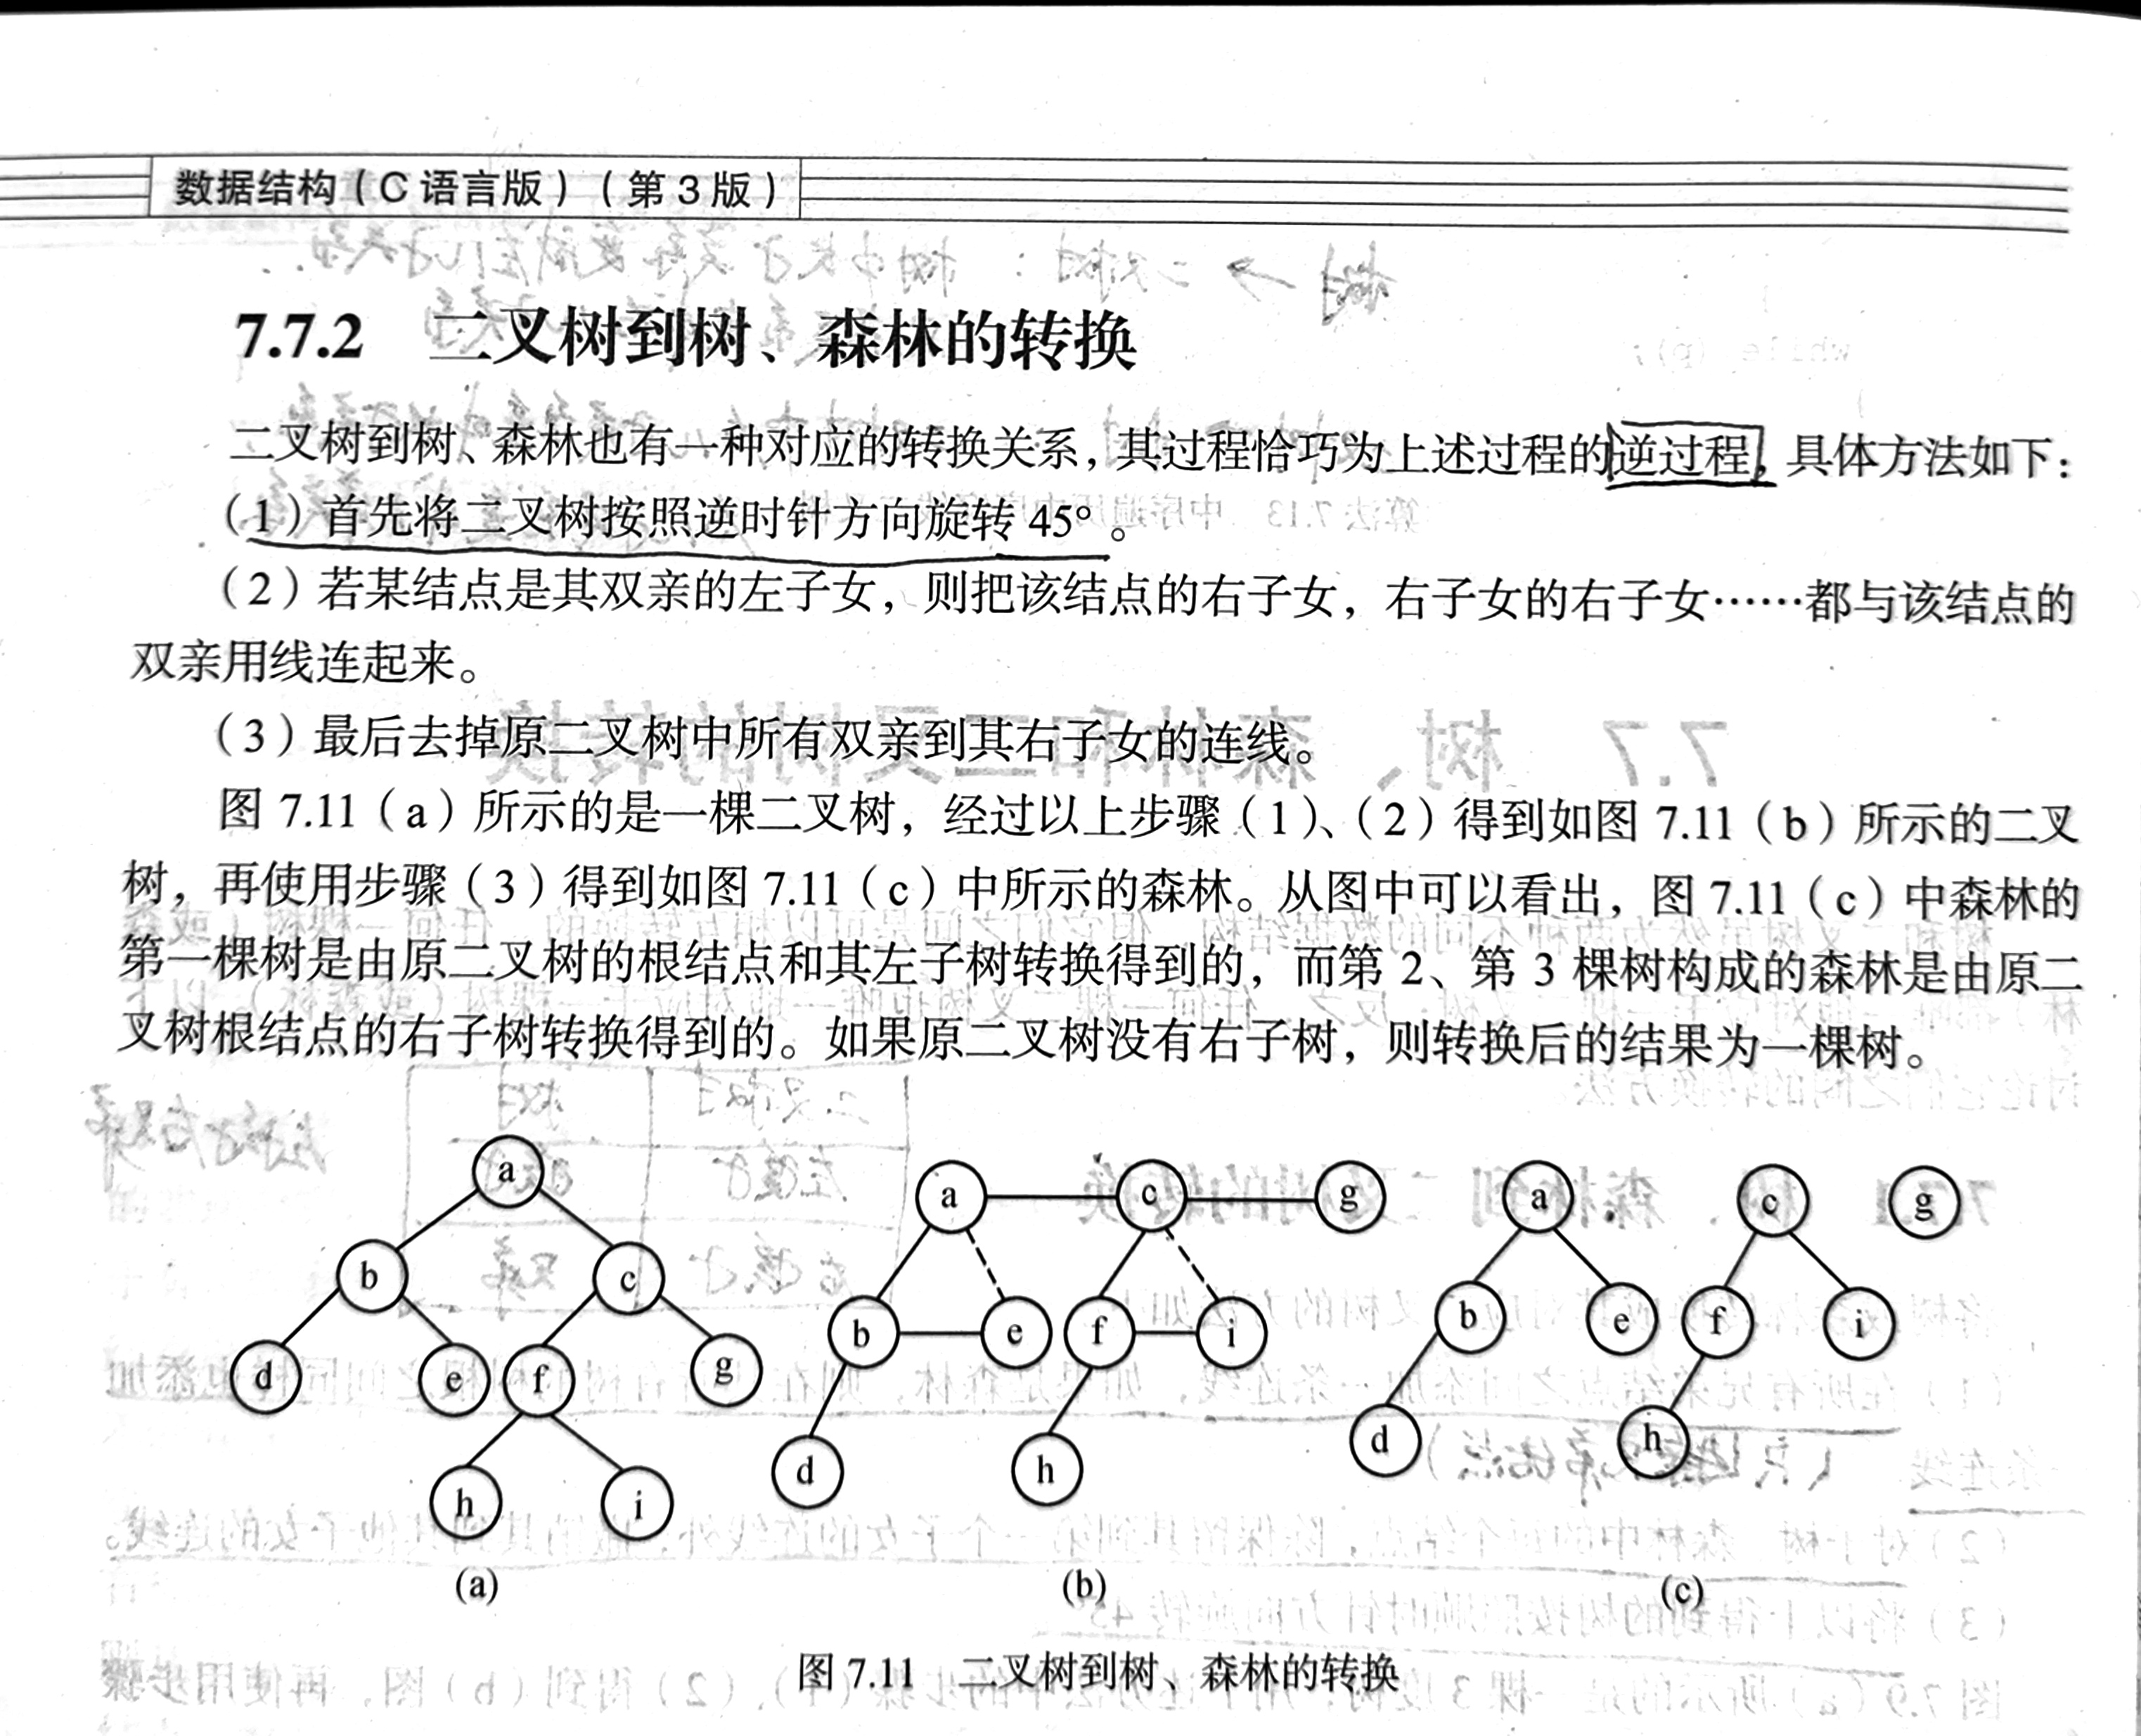 数据结构（C 语言版）（第 3 版）
7.7.2 二叉树到树、森林的转换
二叉树到树、森林也有一种对应的转换关系，其过程恰巧为上述过程的逆过程，具体方法如下：
（1）首先将二叉树按照逆时针方向旋转 45°。
（2）若某结点是其双亲的左子女，则把该结点的右子女，右子女的右子女……都与该结点的
双亲用线连起来。
（3）最后去掉原二叉树中所有双亲到其右子女的连线。
图 7.11（a）所示的是一棵二叉树，经过以上步骤（1）、（2）得到如图 7.11（b）所示的二叉
树，再使用步骤（3）得到如图 7.11（c）中所示的森林。从图中可以看出，图 7.11（c）中森林的
第一棵树是由原二叉树的根结点和其左子树转换得到的，而第 2、第 3 棵树构成的森林是由原二
叉树根结点的右子树转换得到的。如果原二叉树没有右子树，则转换后的结果为一棵树。
a
b c
d e f g
h i
(a)
a c g
b e f i
d h
(b)
a c g
b e f i
d h
(c)
图 7.11 二叉树到树、森林的转换